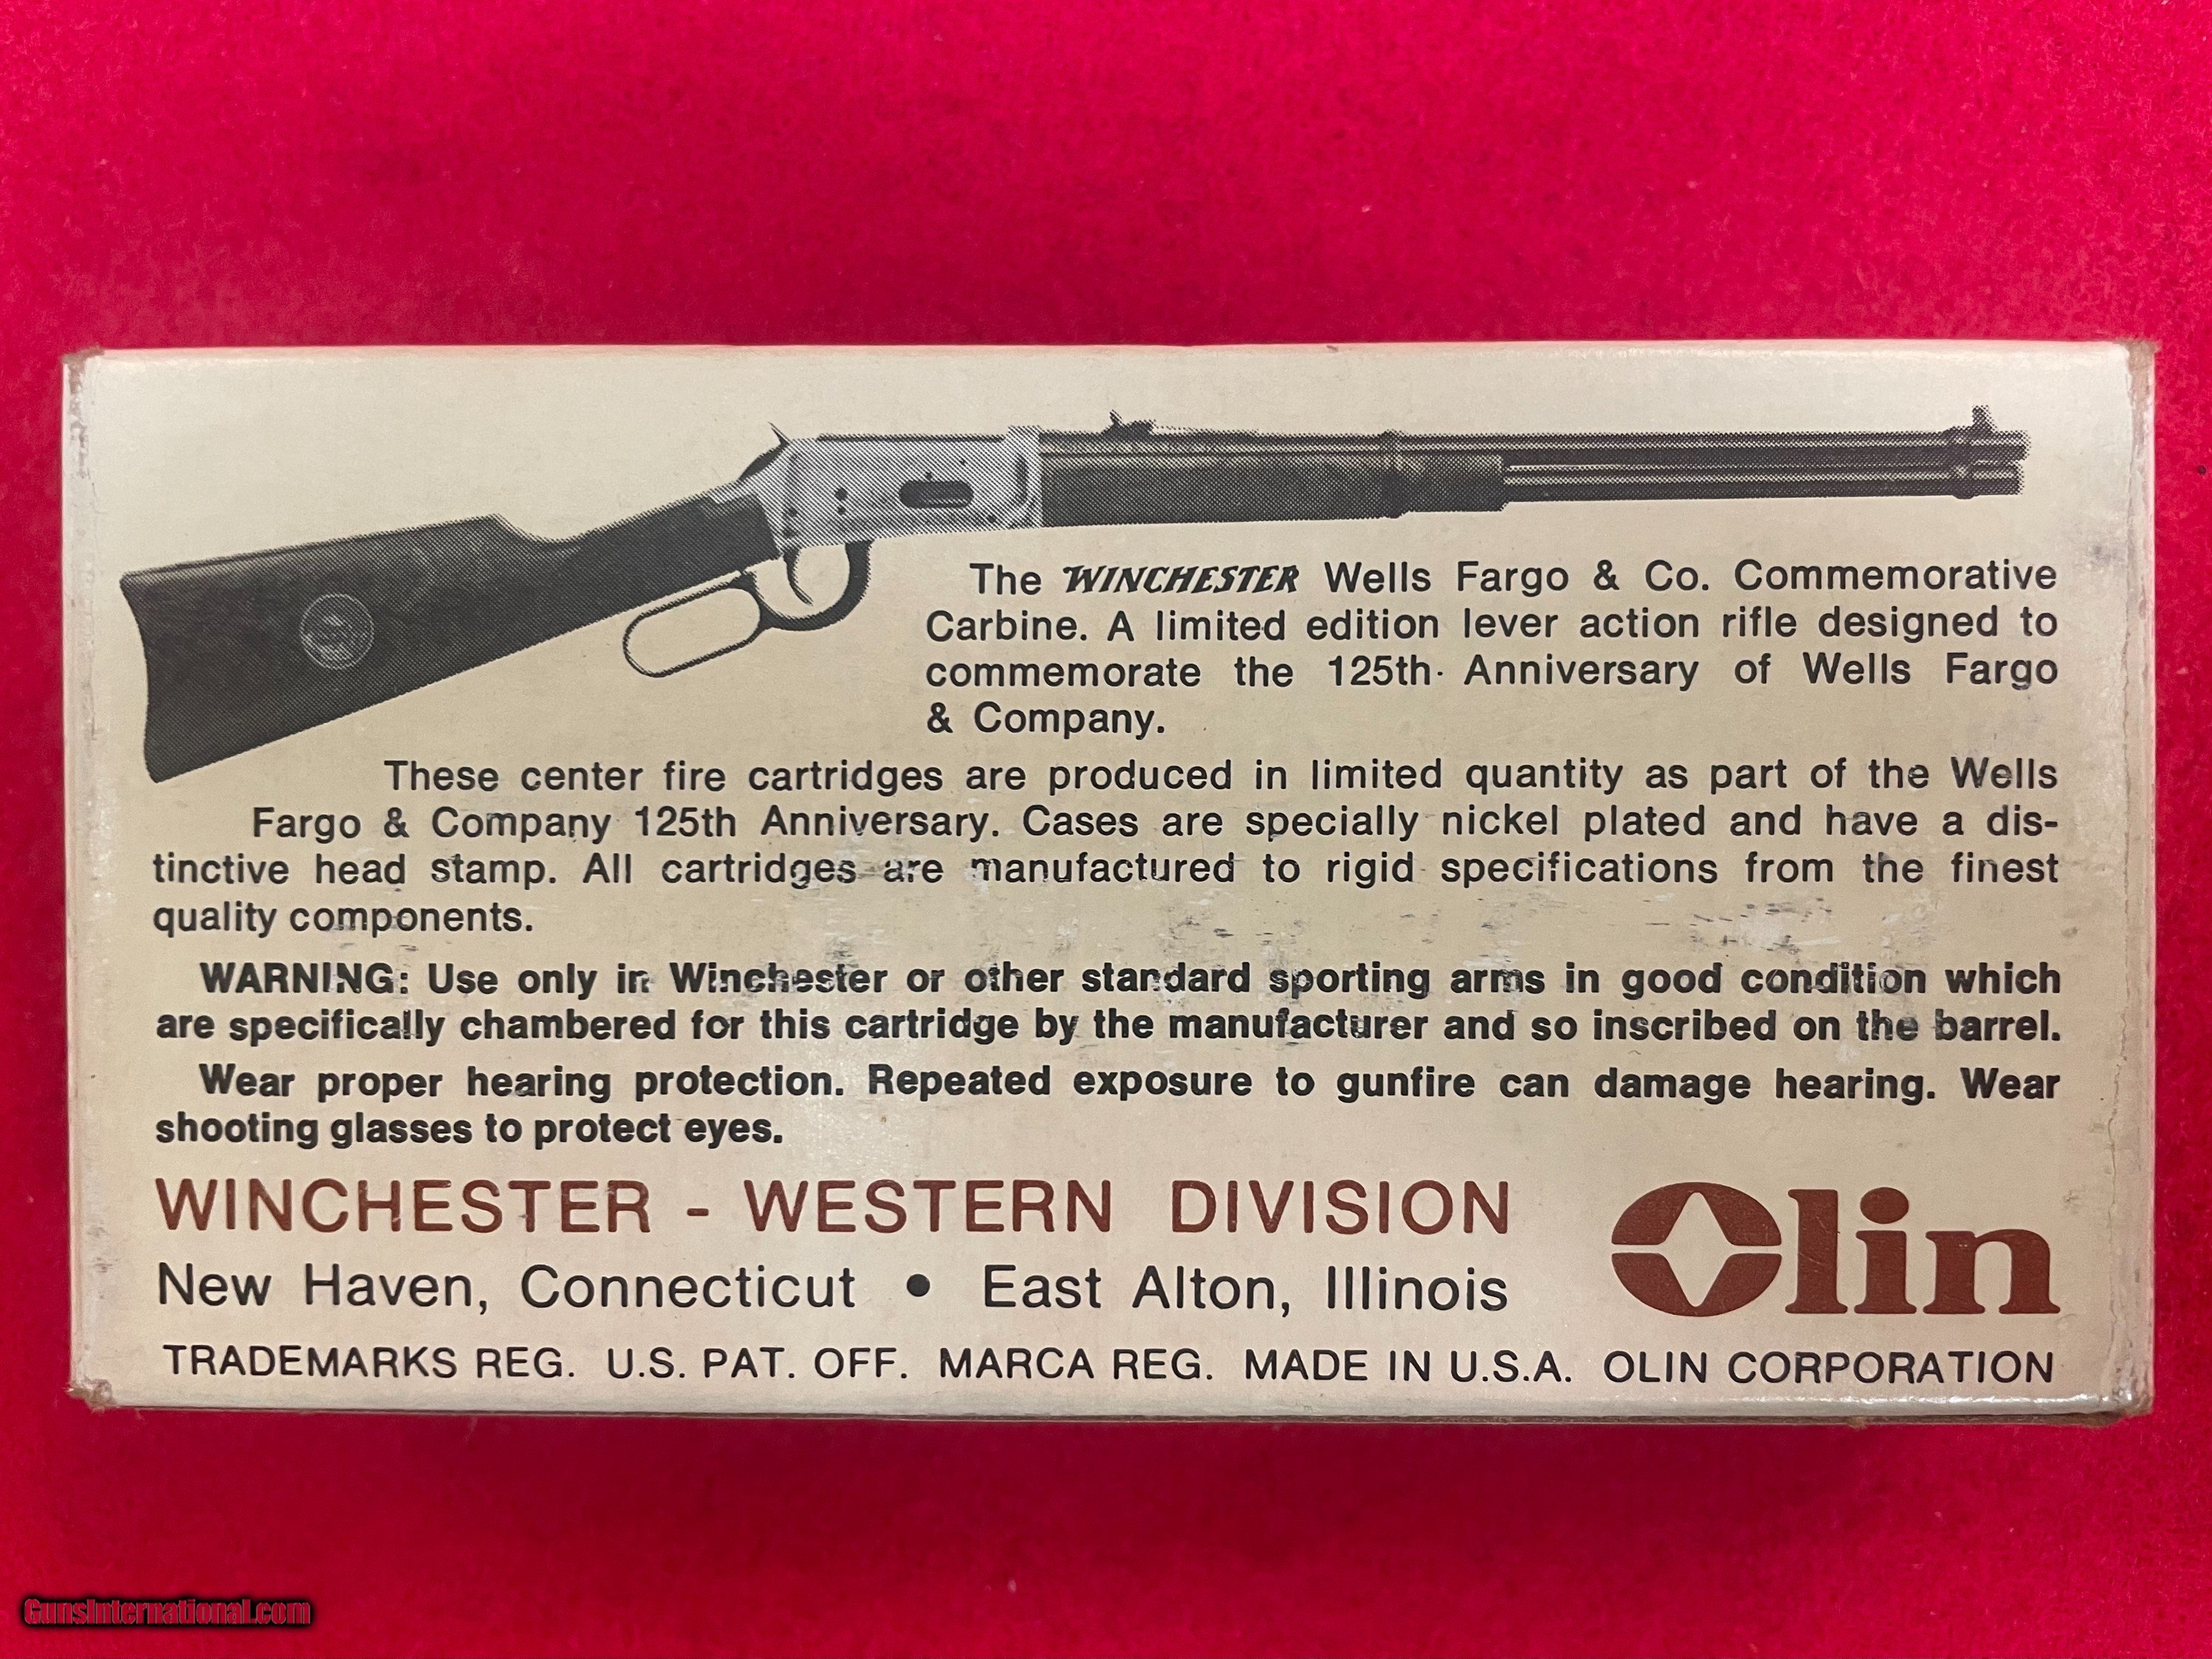 The WINCHESTER Wells Fargo & Co. Commemorative
Carbine. A limited edition lever action rifle designed to
commemorate the 125th. Anniversary of Wells Fargo
& Company.
These center fire cartridges are produced in limited quantity as part of the Wells
Fargo & Company 125th Anniversary. Cases are specially nickel plated and have a dis-
tinctive head stamp. All cartridges are manufactured to rigid specifications from the finest
quality components.
WARNING: Use only in Winchester or other standard sporting arms in good condition which
are specifically chambered for this cartridge by the manufacturer and so inscribed on the barrel.
Wear proper hearing protection. Repeated exposure to gunfire can damage hearing. Wear
shooting glasses to protect eyes.
WINCHESTER - WESTERN DIVISION
Olin
New Haven, Connecticut • East Alton, Illinois
TRADEMARKS REG. U.S. PAT. OFF. MARCA REG. MADE IN U.S.A. OLIN CORPORATION
GunsInternational.com